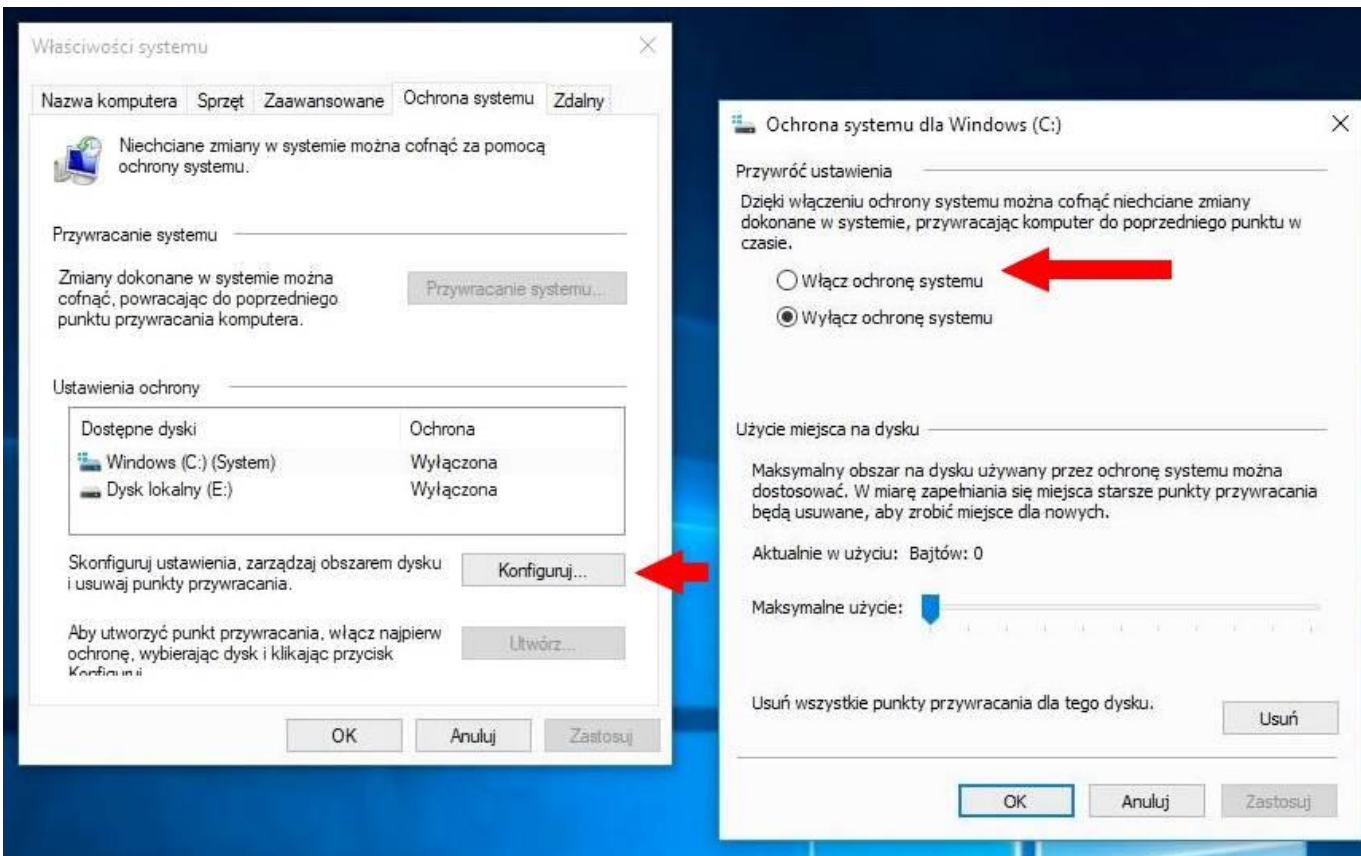 Właściwości systemu
Nazwa komputera Sprzęt Zaawansowane Ochrona systemu Zdalny
Niechciane zmiany w systemie można cofnąć za pomocą
ochrony systemu.
Przywracanie systemu
Zmiany dokonane w systemie można
cofnąć, powracając do poprzedniego
punktu przywracania komputera.
Przywracanie systemu...
Ustawienia ochrony
Dostępne dyski Ochrona
Windows (C:) (System) Wyłączona
Dysk lokalny (E:) Wyłączona
Skonfiguruj ustawienia, zarządzaj obszarem dysku
i usuwaj punkty przywracania.
Konfiguruj...
Aby utworzyć punkt przywracania, włącz najpierw
ochronę, wybierając dysk i klikając przycisk
Konfiguruj.
Utwórz...
OK Anuluj Zastosuj
Ochrona systemu dla Windows (C:)
Przywróć ustawienia
Dzięki włączeniu ochrony systemu można cofnąć niechciane zmiany
dokonane w systemie, przywracając komputer do poprzedniego punktu w
czasie.
Włącz ochronę systemu
Wyłącz ochronę systemu
Użycie miejsca na dysku
Maksymalny obszar na dysku używany przez ochronę systemu można
dostosować. W miarę zapełniania się miejsca starsze punkty przywracania
będą usuwane, aby zrobić miejsce dla nowych.
Aktualnie w użyciu: Bajtów: 0
Maksymalne użycie:
Usuń wszystkie punkty przywracania dla tego dysku.
Usuń
OK Anuluj Zastosuj